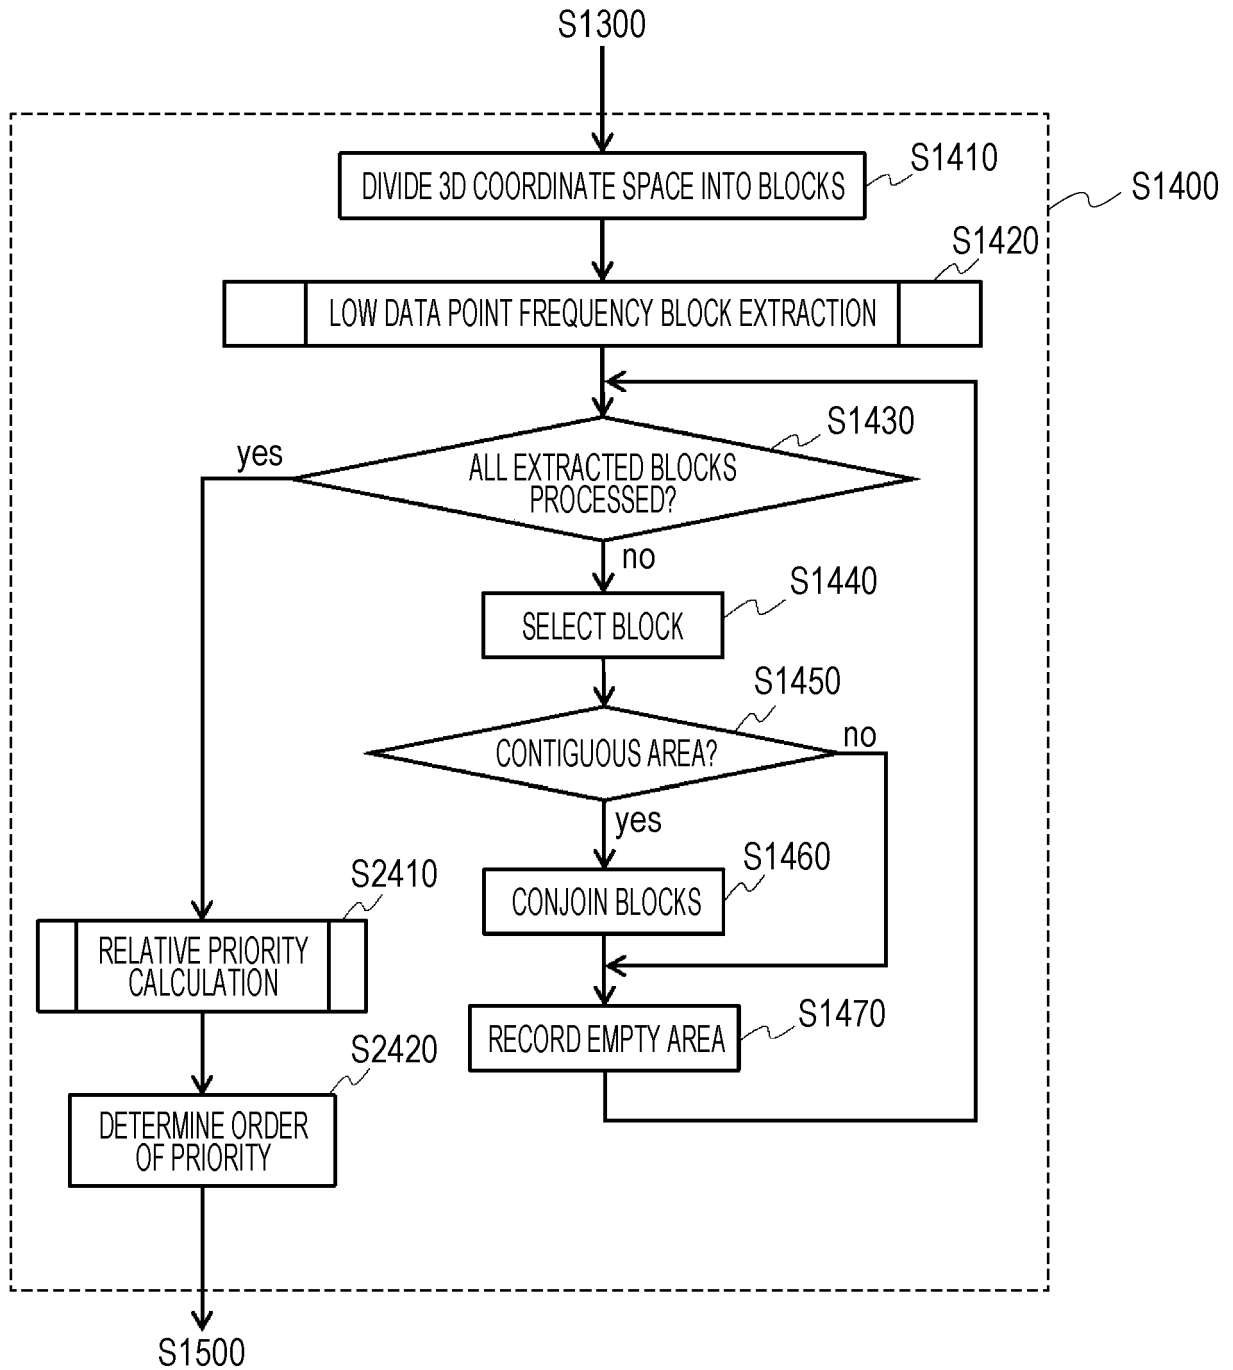 S1300
DIVIDE 3D COORDINATE SPACE INTO BLOCKS
S1410
S1400
S1420
LOW DATA POINT FREQUENCY BLOCK EXTRACTION
S1430
yes
ALL EXTRACTED BLOCKS
PROCESSED?
no
S1440
SELECT BLOCK
S1450
no
CONTIGUOUS AREA?
yes
S1460
CONJOIN BLOCKS
S2410
RELATIVE PRIORITY
CALCULATION
S1470
RECORD EMPTY AREA
S2420
DETERMINE ORDER
OF PRIORITY
S1500